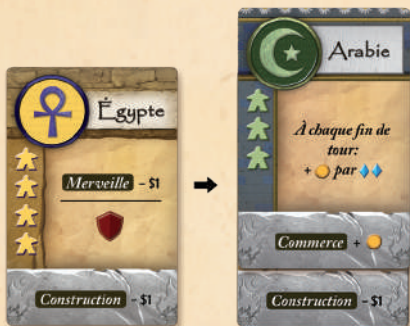 Égypte
Merveille - $1
Construction - $1
Arabie
À chaque fin de
tour:
+ par
Commerce +
Construction - $1